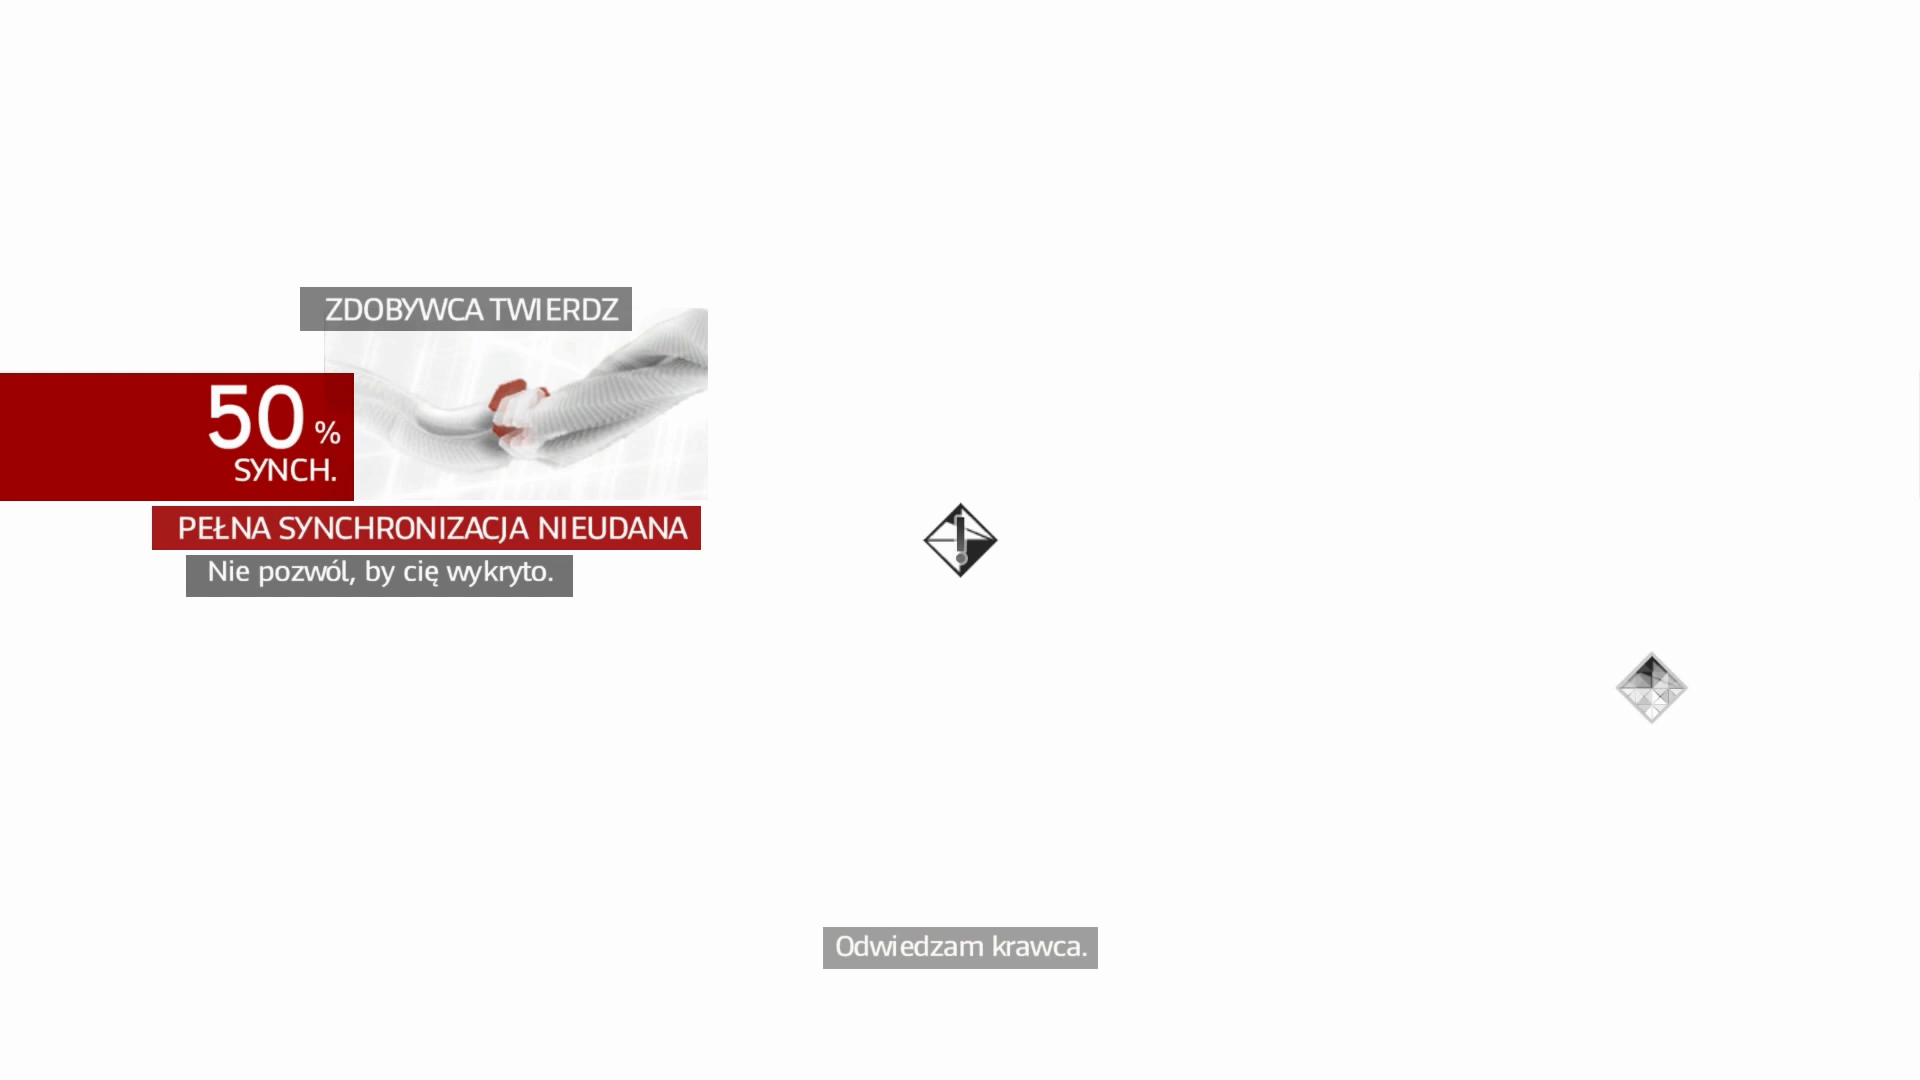 ZDOBYWCA TWIERDZ
50 %
SYNCH.
PEŁNA SYNCHRONIZACJA NIEUDANA
Nie pozwól, by cię wykryto.
Odwiedzam krawca.